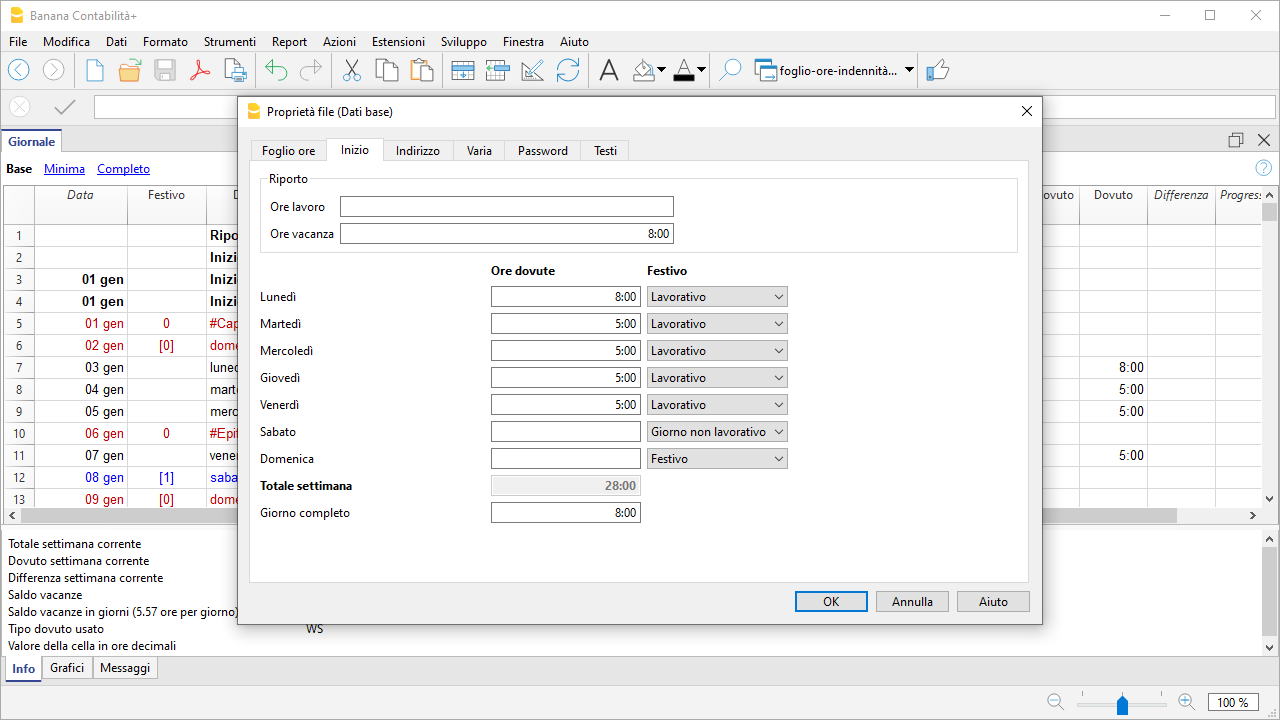 Banana Contabilità+
File Modifica Dati Formato Strumenti Report Azioni Estensioni Sviluppo Finestra Aiuto
foglio-ore-indennità...
Proprietà file (Dati base)
Giornale
Foglio ore Inizio Indirizzo Varia Password Testi
Base Minima Completo
Riporto
Data Festivo D ovuto Dovuto Differenza Progress
Ore lavoro
Ore vacanza 8:00
1 Ripo
2 Inizi
3 01 gen Inizi
4 01 gen Inizi
5 01 gen 0 #Cap
6 02 gen [0] dome
7 03 gen luned 8:00
8 04 gen marte 5:00
9 05 gen merco 5:00
10 06 gen 0 #Epif
11 07 gen vener 5:00
12 08 gen [1] saba
13 09 gen [0] dome
Ore dovute Festivo
Lunedì 8:00 Lavorativo
Martedì 5:00 Lavorativo
Mercoledì 5:00 Lavorativo
Giovedì 5:00 Lavorativo
Venerdì 5:00 Lavorativo
Sabato Giorno non lavorativo
Domenica Festivo
Totale settimana 28:00
Giorno completo 8:00
OK Annulla Aiuto
Totale settimana corrente
Dovuto settimana corrente
Differenza settimana corrente
Saldo vacanze
Saldo vacanze in giorni (5.57 ore per giorno)
Tipo dovuto usato WS
Valore della cella in ore decimali
Info Grafici Messaggi
100 %